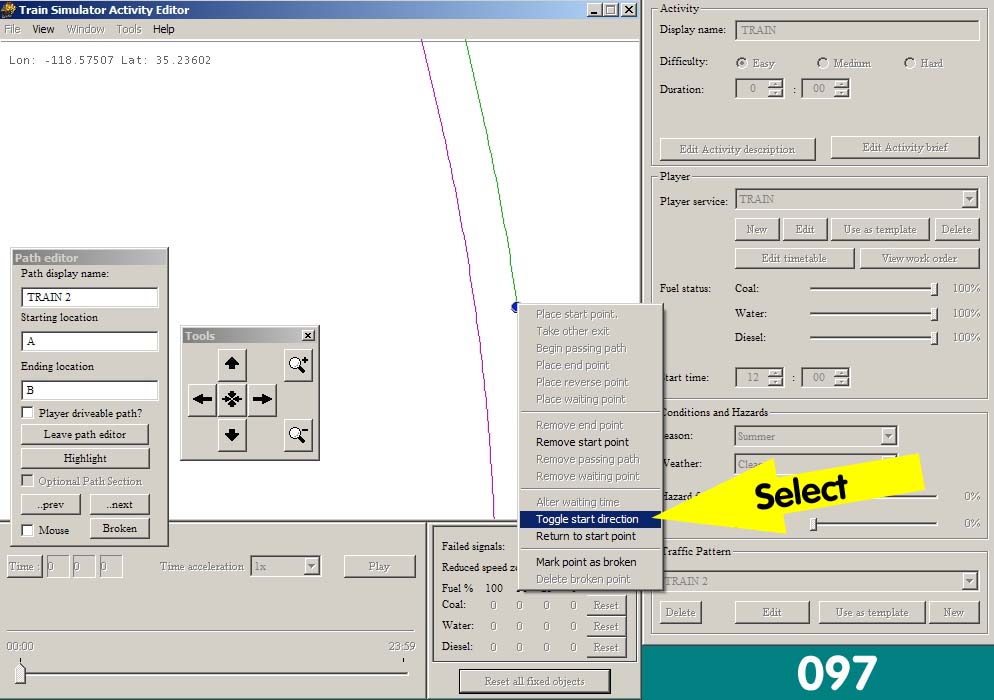 Train Simulator Activity Editor
File View Window Tools Help
Lon: -118.57507 Lat: 35.23602
Path editor
Path display name:
TRAIN 2
Starting location
A
Ending location
B
Player driveable path?
Leave path editor
Highlight
Optional Path Section
..prev ..next
Mouse Broken
Tools
Place start point.
Take other exit
Begin passing path
Place end point
Place reverse point
Place waiting point
Remove end point
Remove start point
Remove passing path
Remove waiting point
Alter waiting time
Toggle start direction
Return to start point
Mark point as broken
Delete broken point
Select
Time : 0 0 0 Time acceleration 1x Play
00:00 23:59
Failed signals:
Reduced speed
Fuel % 100
Coal: 0 0 0 0 Reset
Water: 0 0 0 0 Reset
Diesel: 0 0 0 0 Reset
Reset all fixed objects
Activity
Display name: TRAIN
Difficulty: Easy Medium Hard
Duration: 0 : 00
Edit Activity description Edit Activity brief
Player
Player service: TRAIN
New Edit Use as template Delete
Edit timetable View work order
Fuel status: Coal: 100%
Water: 100%
Diesel: 100%
tart time: 12 : 00
Conditions and Hazards
eason: Summer
Weather: Clea
Hazard 0%
0%
Traffic Pattern
TRAIN 2
Delete Edit Use as template New
097